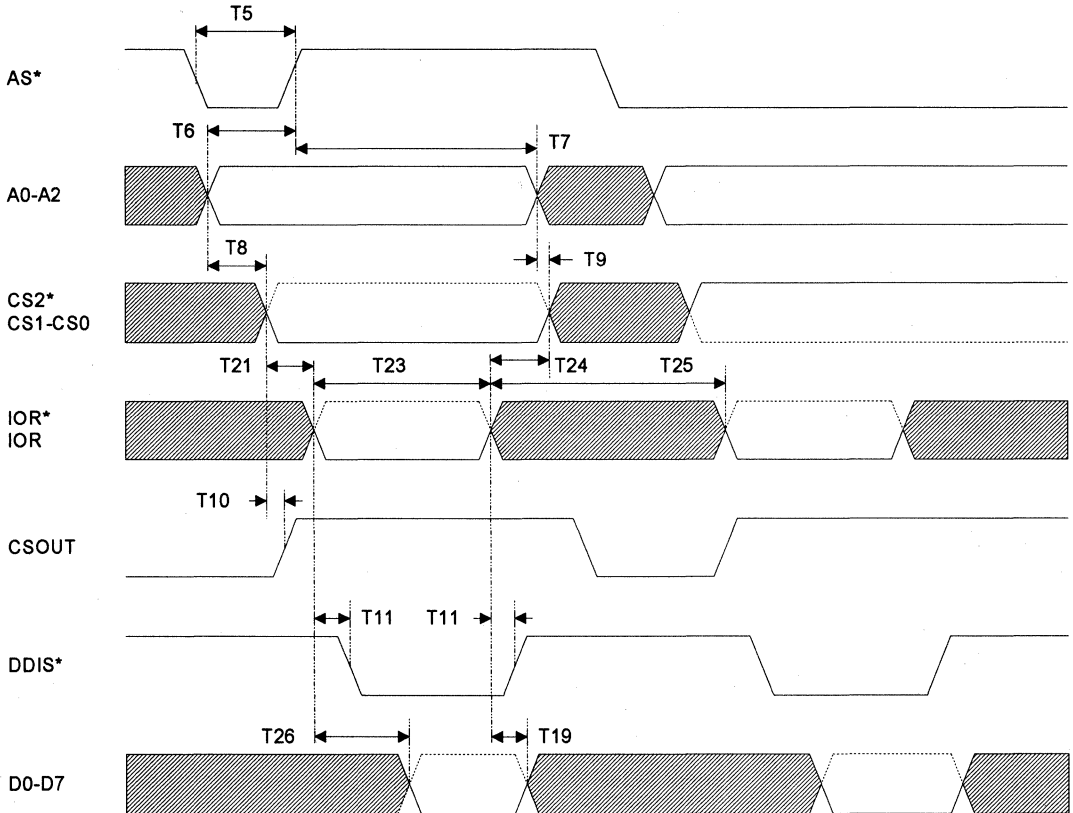 T5
AS*
T6
T7
A0-A2
T8
T9
CS2*
CS1-CS0
T21
T23
T24
T25
IOR*
IOR
T10
CSOUT
T11
T11
DDIS*
T26
T19
D0-D7